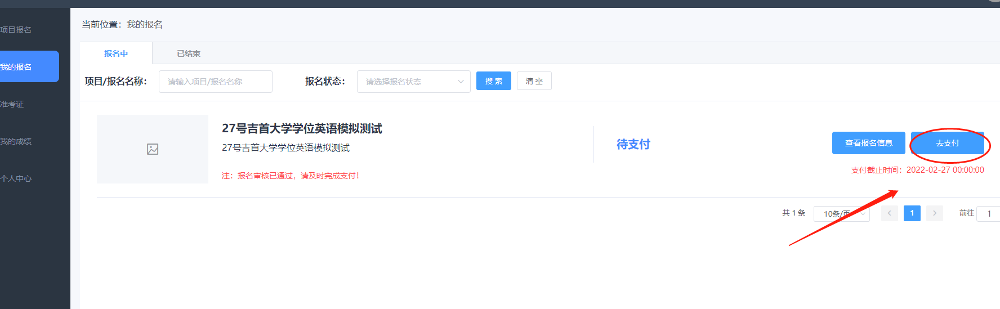 当前位置：我的报名
项目报名
我的报名
准考证
我的成绩
个人中心
报名中 已结束
项目/报名名称： 请输入项目/报名名称 报名状态： 请选择报名状态 搜 索 清 空
27号吉首大学学位英语模拟测试
27号吉首大学学位英语模拟测试
注：报名审核已通过，请及时完成支付！
待支付
查看报名信息 去支付
支付截止时间：2022-02-27 00:00:00
共 1 条 10条/页 1 前往 1